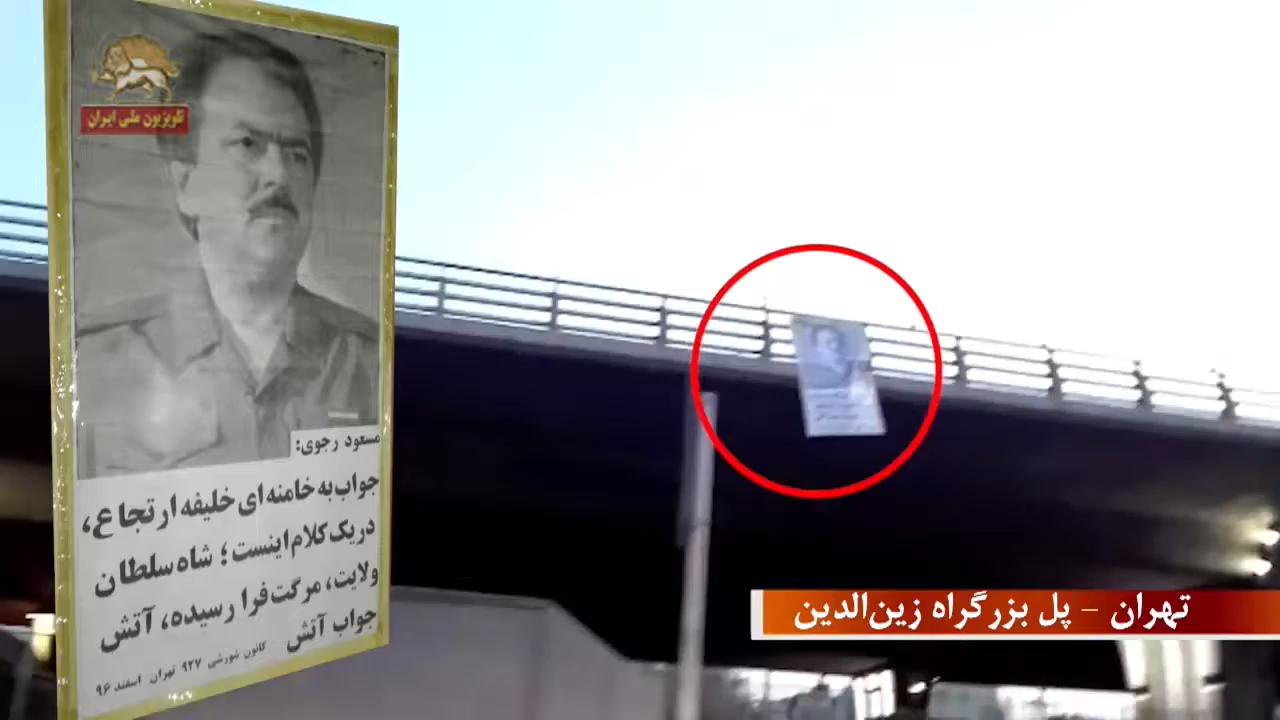 تلویزیون ملی ایران
مسعود رجوی:
جواب به خامنه ای خلیفه ارتجاع،
در یک کلام اینست؛ شاه سلطان
ولایت، مرگت فرا رسیده، آتش
جواب آتش
کانون شورشی ۹۲۷ تهران اسفند ۹۶
تهران - پل بزرگراه زین‌الدین